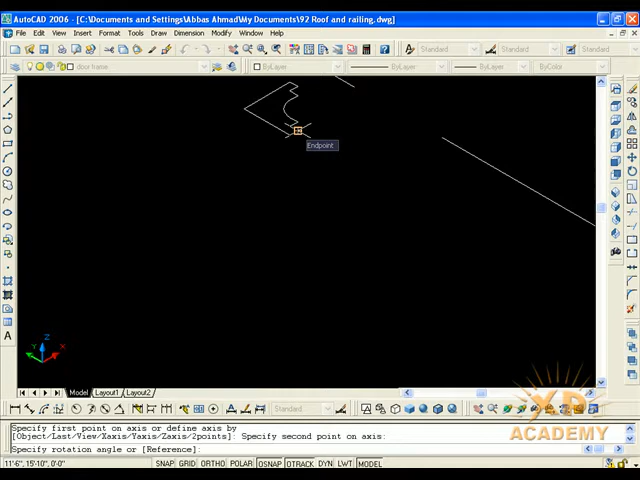 AutoCAD 2006 - [C:\Documents and Settings\Abbas Ahmad\My Documents\92 Roof and railing.dwg]
File Edit View Insert Format Tools Draw Dimension Modify Window Help
Standard
Standard
door frame
ByLayer
ByLayer
ByLayer
ByColor
Endpoint
Z
Y
X
Model Layout1 Layout2
Standard
XD
ACADEMY
Specify first point on axis or define axis by
[Object/Last/View/Xaxis/Yaxis/Zaxis/2points]: Specify second point on axis:
Specify rotation angle or [Reference]:
11'-6", 15'-10", 0'-0" SNAP GRID ORTHO POLAR OSNAP OTRACK DYN LWT MODEL